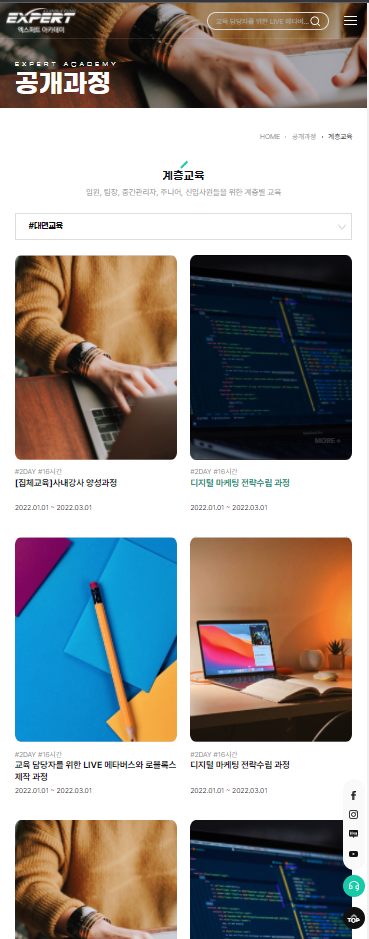 EXPERT
엑스퍼트 아카데미
교육 담당자를 위한 LIVE 메타버...
EXPERT ACADEMY
공개과정
HOME · 공개과정 · 계층교육
계층교육
임원, 팀장, 중간관리자, 주니어, 신입사원들을 위한 계층별 교육
#대면교육
MORE +
#2DAY #16시간
[집체교육]사내강사 양성과정
2022.01.01 ~ 2022.03.01
#2DAY #16시간
디지털 마케팅 전략수립 과정
2022.01.01 ~ 2022.03.01
#2DAY #16시간
교육 담당자를 위한 LIVE 메타버스와 로블록스
제작 과정
2022.01.01 ~ 2022.03.01
#2DAY #16시간
디지털 마케팅 전략수립 과정
2022.01.01 ~ 2022.03.01
TOP